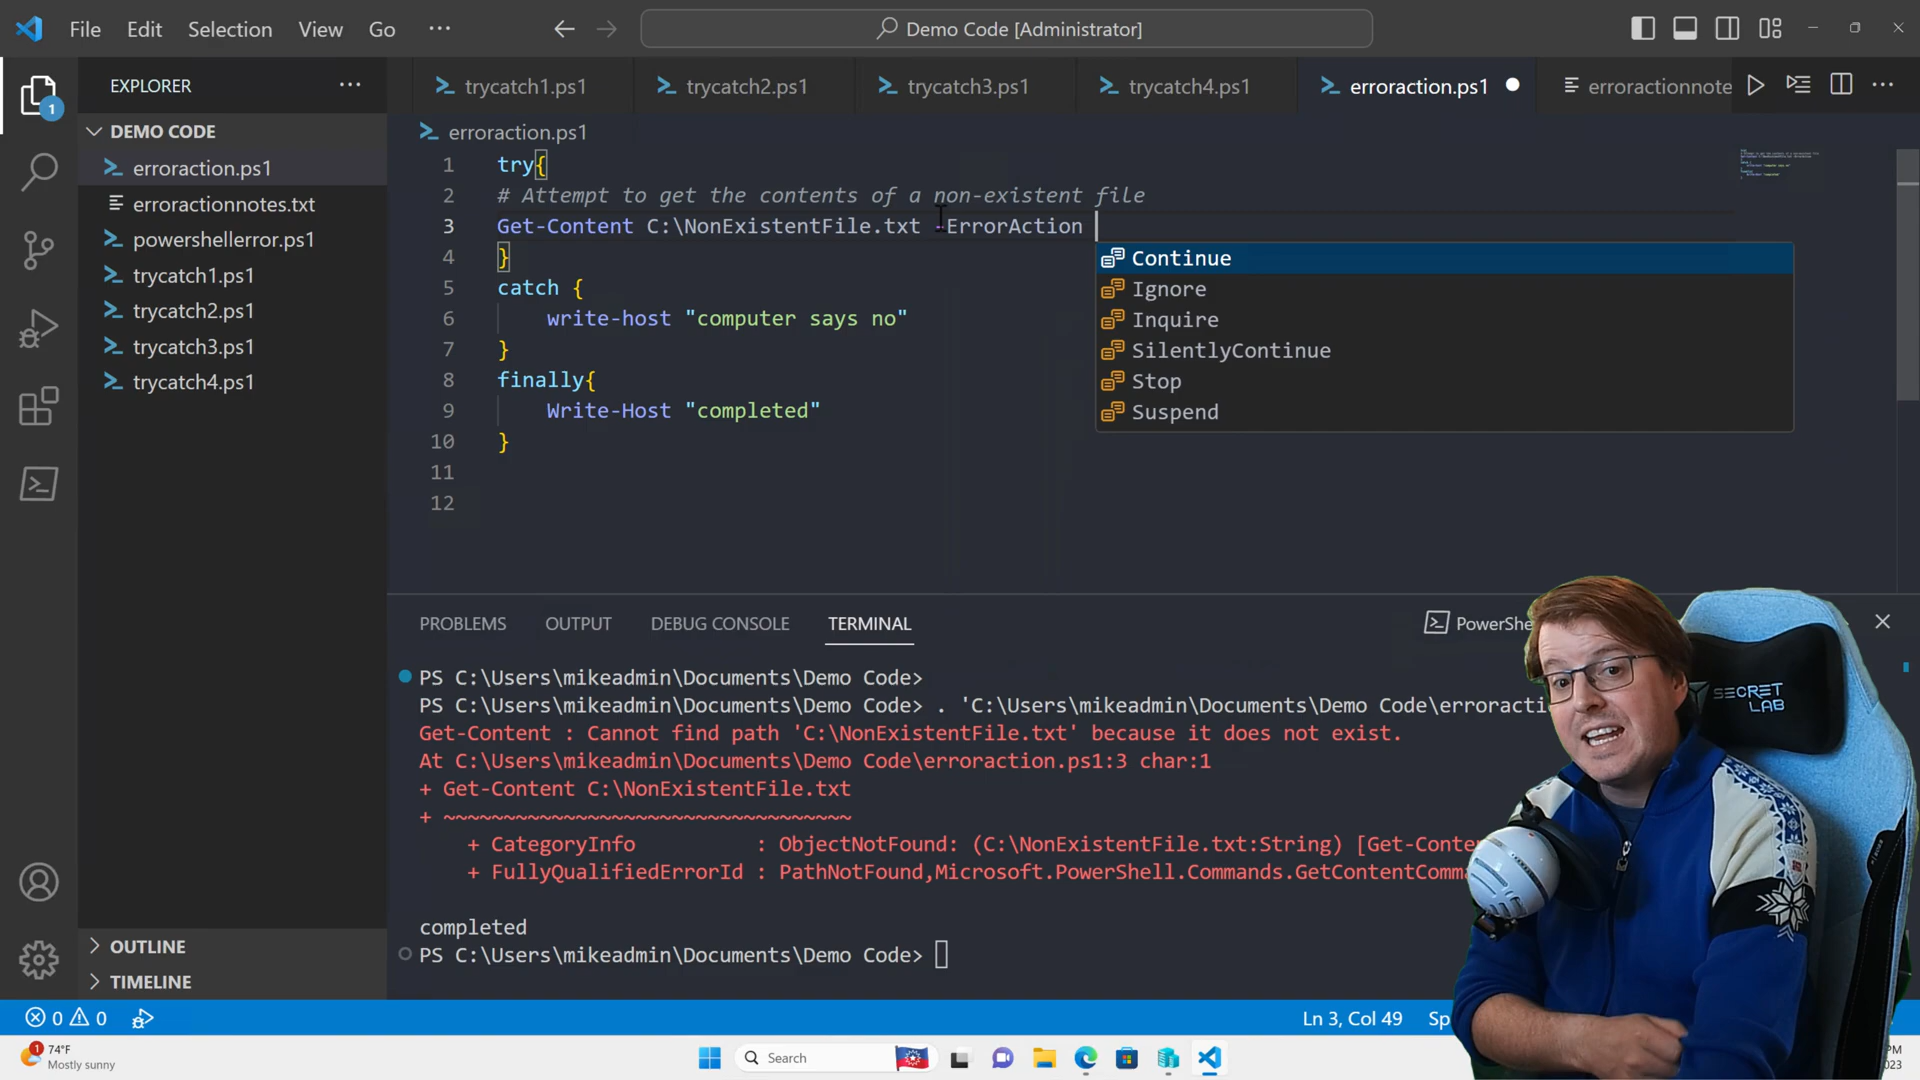 File Edit Selection View Go ··· Demo Code [Administrator]
EXPLORER ···
trycatch1.ps1 trycatch2.ps1 trycatch3.ps1 trycatch4.ps1 erroraction.ps1 erroractionnote
1
DEMO CODE
erroraction.ps1
erroractionnotes.txt
powershellerror.ps1
trycatch1.ps1
trycatch2.ps1
trycatch3.ps1
trycatch4.ps1
OUTLINE
TIMELINE
erroraction.ps1
1 try{
2 # Attempt to get the contents of a non-existent file
3 Get-Content C:\NonExistentFile.txt -ErrorAction
4 }
5 catch {
6 write-host "computer says no"
7 }
8 finally{
9 Write-Host "completed"
10 }
11
12
Continue
Ignore
Inquire
SilentlyContinue
Stop
Suspend
PROBLEMS OUTPUT DEBUG CONSOLE TERMINAL PowerShe
PS C:\Users\mikeadmin\Documents\Demo Code>
PS C:\Users\mikeadmin\Documents\Demo Code> . 'C:\Users\mikeadmin\Documents\Demo Code\erroracti
Get-Content : Cannot find path 'C:\NonExistentFile.txt' because it does not exist.
At C:\Users\mikeadmin\Documents\Demo Code\erroraction.ps1:3 char:1
+ Get-Content C:\NonExistentFile.txt
+ ~~~~~~~~~~~~~~~~~~~~~~~~~~~~~~~~~~
+ CategoryInfo : ObjectNotFound: (C:\NonExistentFile.txt:String) [Get-Conte
+ FullyQualifiedErrorId : PathNotFound,Microsoft.PowerShell.Commands.GetContentComma
completed
PS C:\Users\mikeadmin\Documents\Demo Code>
SECRET
LAB
0 0 Ln 3, Col 49 Sp
1
74°F
Mostly sunny
Search
PM
023